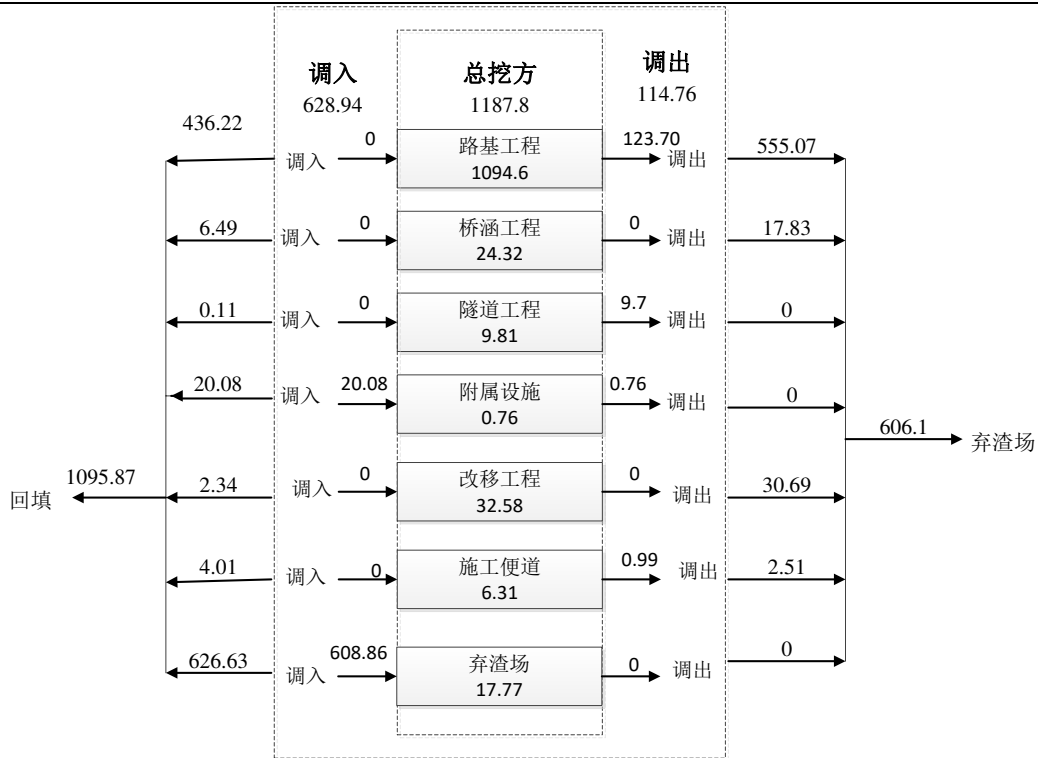 调入
628.94
总挖方
1187.8
调出
114.76
436.22
调入
0
路基工程
1094.6
123.70
调出
555.07
6.49
调入
0
桥涵工程
24.32
0
调出
17.83
0.11
调入
0
隧道工程
9.81
9.7
调出
0
20.08
调入
20.08
附属设施
0.76
0.76
调出
0
606.1
弃渣场
1095.87
回填
2.34
调入
0
改移工程
32.58
0
调出
30.69
4.01
调入
0
施工便道
6.31
0.99
调出
2.51
626.63
调入
608.86
弃渣场
17.77
0
调出
0